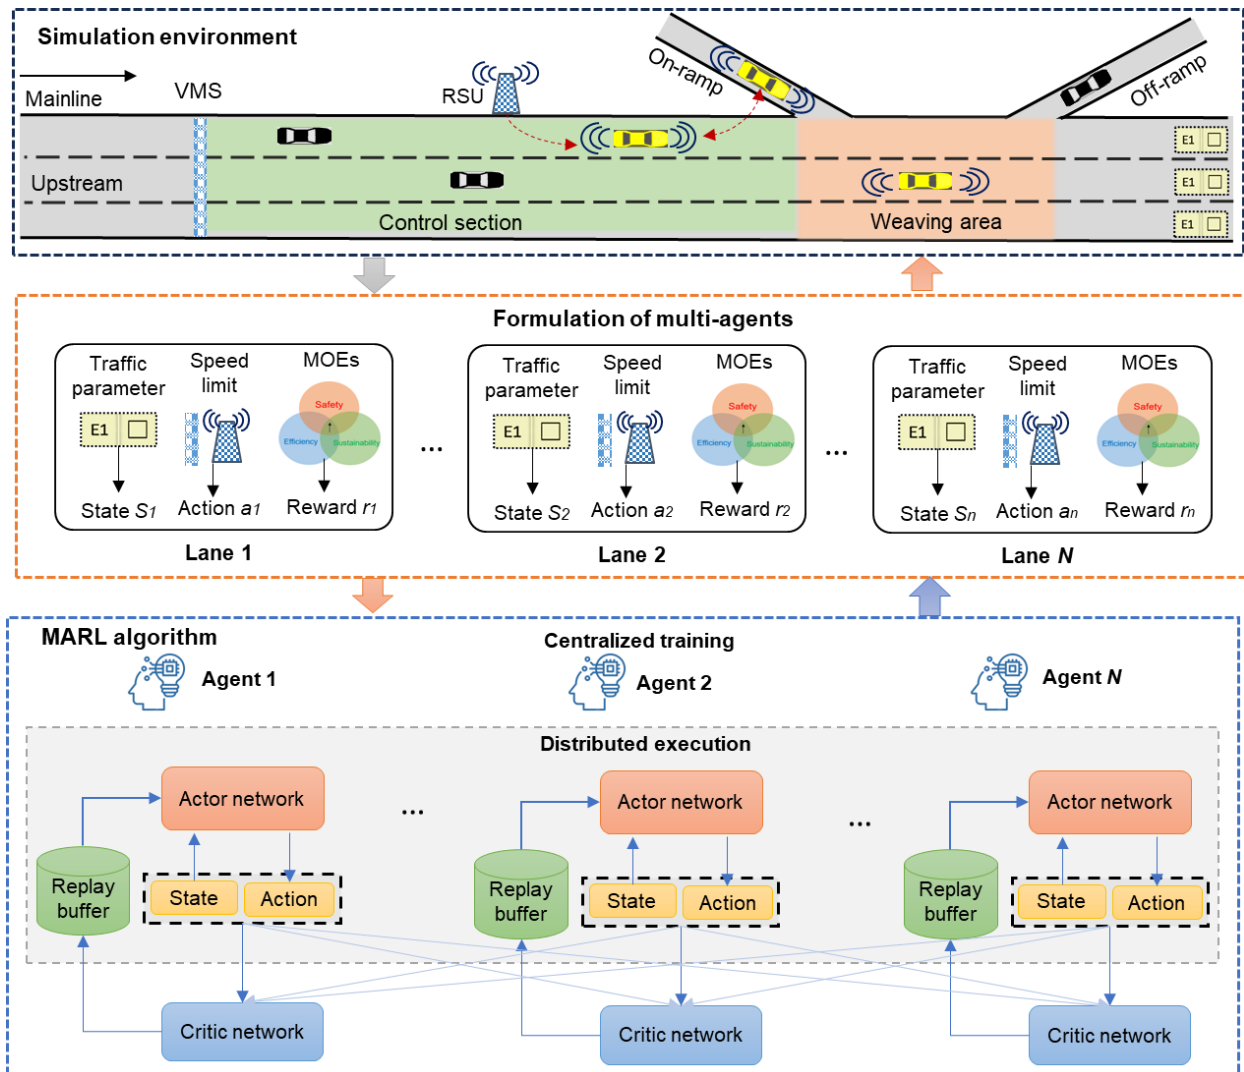 Simulation environment
Mainline
VMS
RSU
On-ramp
Off-ramp
Upstream
Control section
Weaving area
E1
E1
E1
Formulation of multi-agents
Traffic
parameter
Speed
limit
MOEs
E1
Safety
Efficiency
Sustainability
State S1
Action a1
Reward r1
Lane 1
...
Traffic
parameter
Speed
limit
MOEs
E1
Safety
Efficiency
Sustainability
State S2
Action a2
Reward r2
Lane 2
...
Traffic
parameter
Speed
limit
MOEs
E1
Safety
Efficiency
Sustainability
State Sn
Action an
Reward rn
Lane N
MARL algorithm
Centralized training
Agent 1
Agent 2
Agent N
Distributed execution
Actor network
...
Actor network
...
Actor network
Replay
buffer
State
Action
Replay
buffer
State
Action
Replay
buffer
State
Action
Critic network
Critic network
Critic network